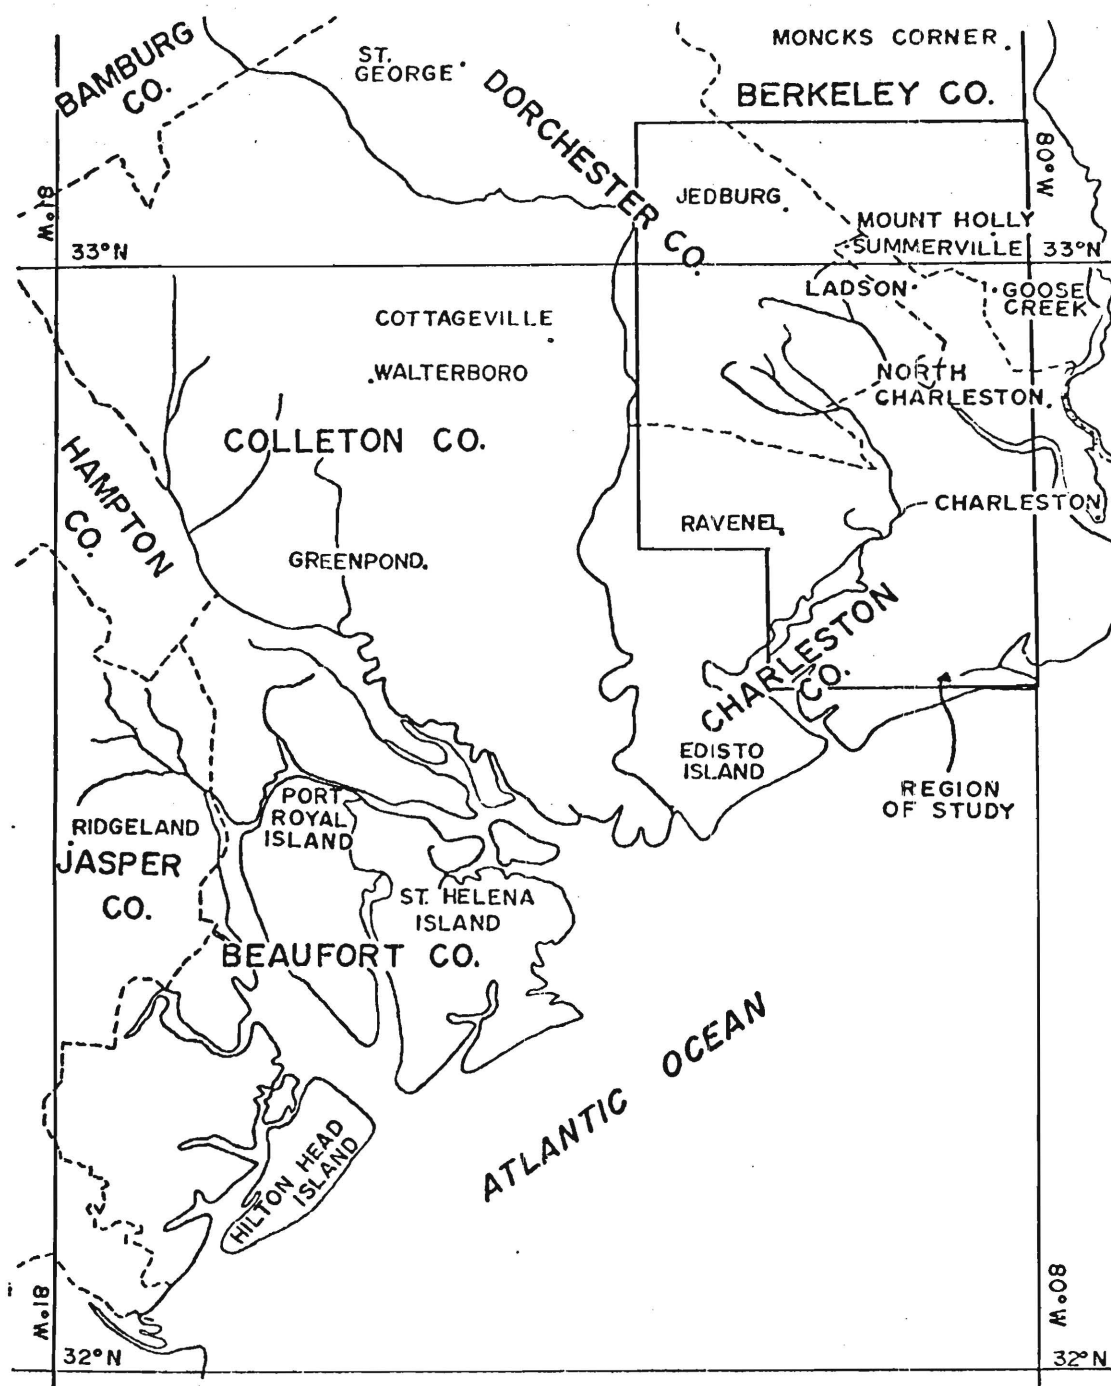 BAMBURG
CO.
ST.
GEORGE
DORCHESTER CO.
MONCKS CORNER
BERKELEY CO.
81°W
80°W
JEDBURG
MOUNT HOLLY
SUMMERVILLE
33°N
33°N
LADSON
GOOSE
CREEK
COTTAGEVILLE
WALTERBORO
NORTH
CHARLESTON
COLLETON CO.
HAMPTON
CO.
CHARLESTON
RAVENEL
GREENPOND
CHARLESTON
CO.
EDISTO
ISLAND
REGION
OF STUDY
PORT
ROYAL
ISLAND
RIDGELAND
JASPER
CO.
ST. HELENA
ISLAND
BEAUFORT CO.
ATLANTIC OCEAN
HILTON HEAD
ISLAND
81°W
80°W
32°N
32°N